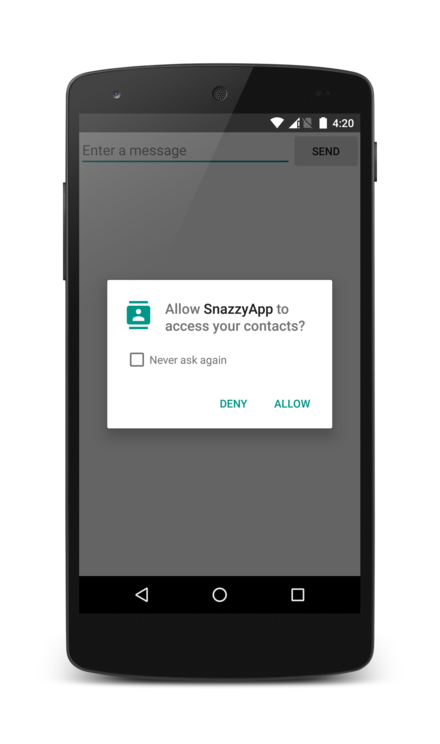 4:20
Enter a message
SEND
Allow SnazzyApp to
access your contacts?
Never ask again
DENY ALLOW